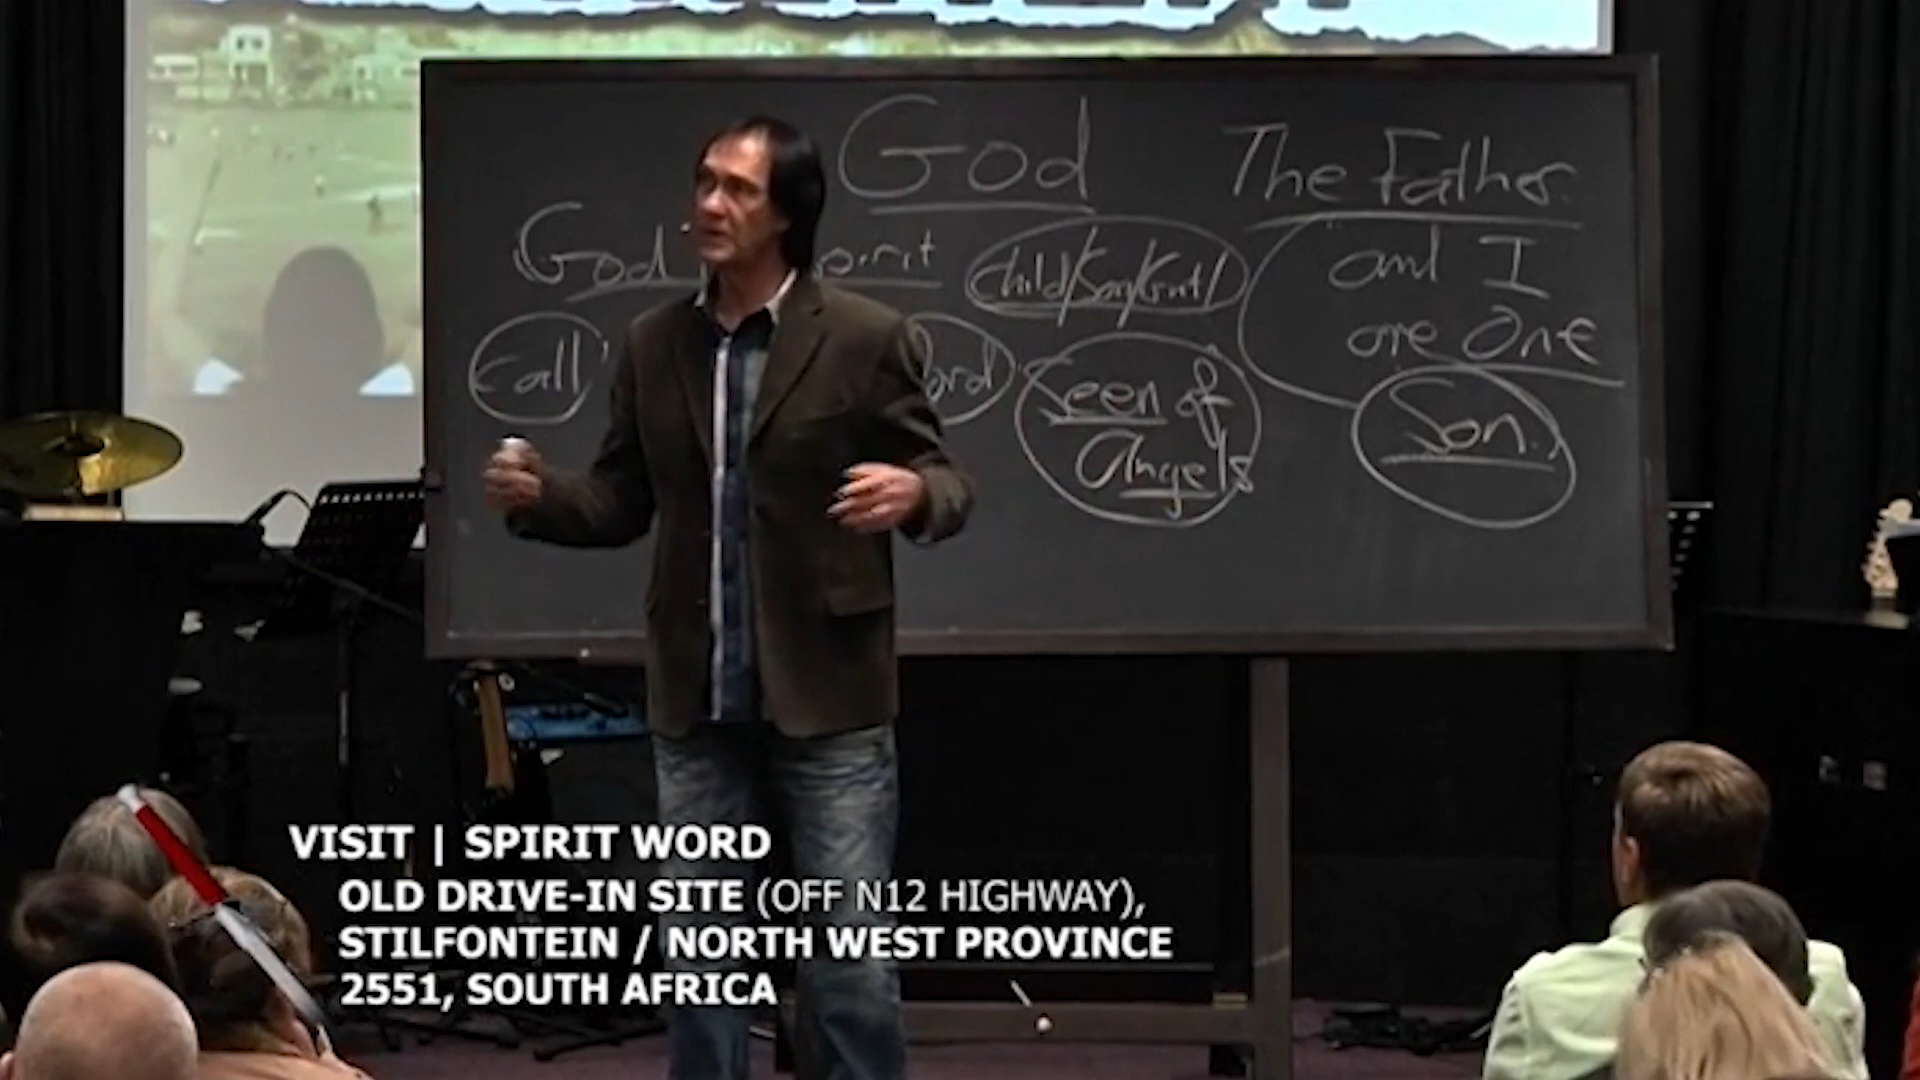 God
The Father
God
Child/Son/
and I
are One
Call
Seen of
Angels
Son.
VISIT | SPIRIT WORD
OLD DRIVE-IN SITE (OFF N12 HIGHWAY),
STILFONTEIN / NORTH WEST PROVINCE
2551, SOUTH AFRICA